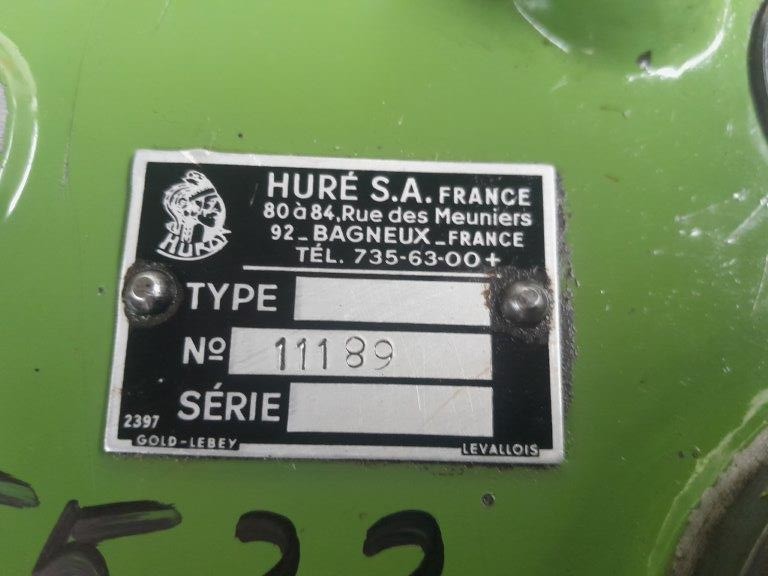 HURÉ S.A. FRANCE
80 à 84, Rue des Meuniers
92_BAGNEUX_FRANCE
TÉL. 735-63-00+
HURÉ
TYPE
Nº 11189
SÉRIE
2397
GOLD-LEBEY
LEVALLOIS